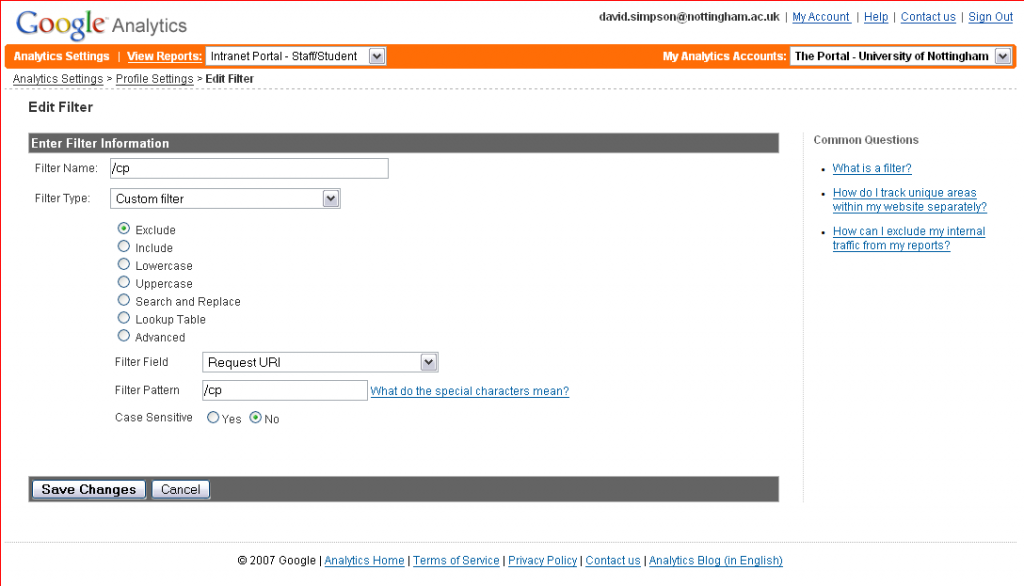 Google Analytics
david.simpson@nottingham.ac.uk | My Account | Help | Contact us | Sign Out
Analytics Settings | View Reports: Intranet Portal - Staff/Student
My Analytics Accounts: The Portal - University of Nottingham
Analytics Settings > Profile Settings > Edit Filter
Edit Filter
Enter Filter Information
Filter Name: /cp
Filter Type: Custom filter
Exclude
Include
Lowercase
Uppercase
Search and Replace
Lookup Table
Advanced
Filter Field Request URI
Filter Pattern /cp What do the special characters mean?
Case Sensitive Yes No
Save Changes Cancel
Common Questions
What is a filter?
How do I track unique areas
within my website separately?
How can I exclude my internal
traffic from my reports?
© 2007 Google | Analytics Home | Terms of Service | Privacy Policy | Contact us | Analytics Blog (in English)